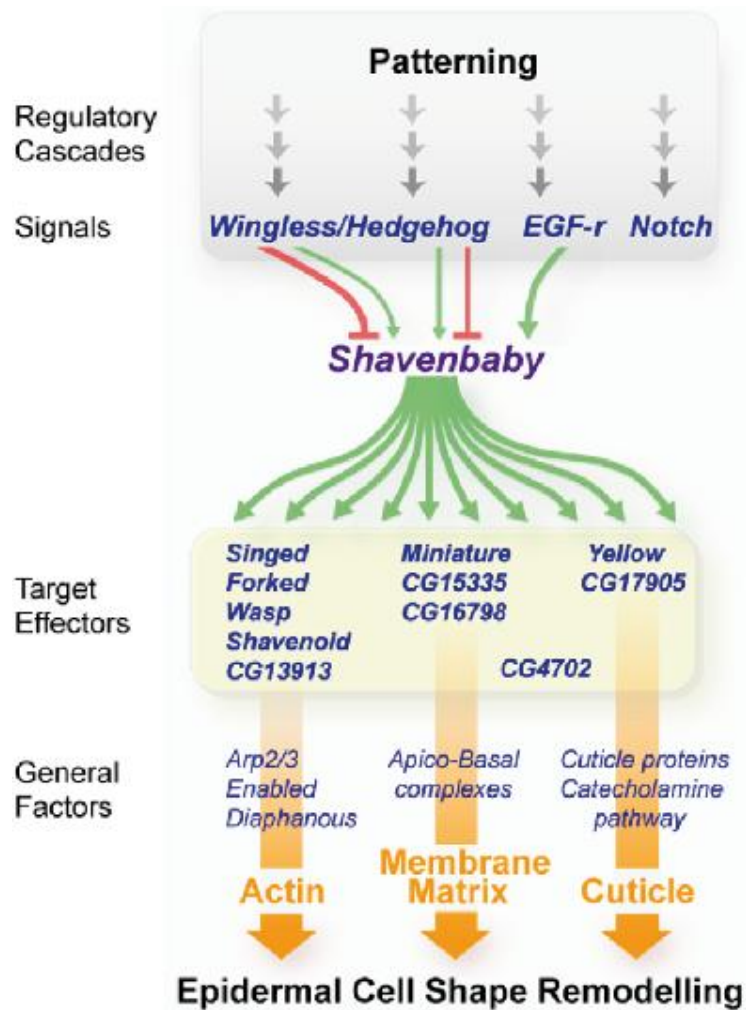 Patterning
Regulatory
Cascades
Signals
Wingless/Hedgehog EGF-r Notch
Shavenbaby
Target
Effectors
Singed
Forked
Wasp
Shavenoid
CG13913
Miniature
CG15335
CG16798
Yellow
CG17905
CG4702
General
Factors
Arp2/3
Enabled
Diaphanous
Apico-Basal
complexes
Cuticle proteins
Catecholamine
pathway
Actin
Membrane
Matrix
Cuticle
Epidermal Cell Shape Remodelling